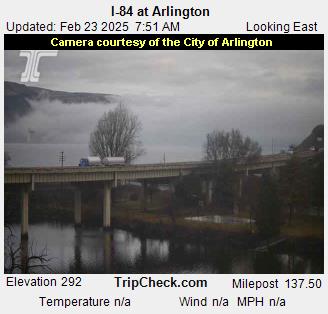 I-84 at Arlington
Updated: Feb 23 2025 7:51 AM Looking East
Camera courtesy of the City of Arlington
Elevation 292 TripCheck.com Milepost 137.50
Temperature n/a Wind n/a MPH n/a